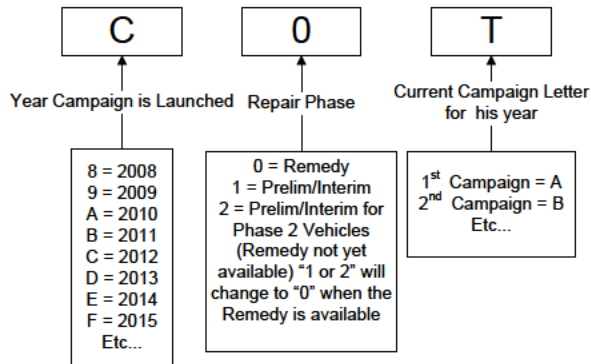 C
0
T
Year Campaign is Launched
Repair Phase
Current Campaign Letter
for his year
8 = 2008
9 = 2009
A = 2010
B = 2011
C = 2012
D = 2013
E = 2014
F = 2015
Etc...
0 = Remedy
1 = Prelim/Interim
2 = Prelim/Interim for
Phase 2 Vehicles
(Remedy not yet
available) “1 or 2” will
change to “0” when the
Remedy is available
1st Campaign = A
2nd Campaign = B
Etc...